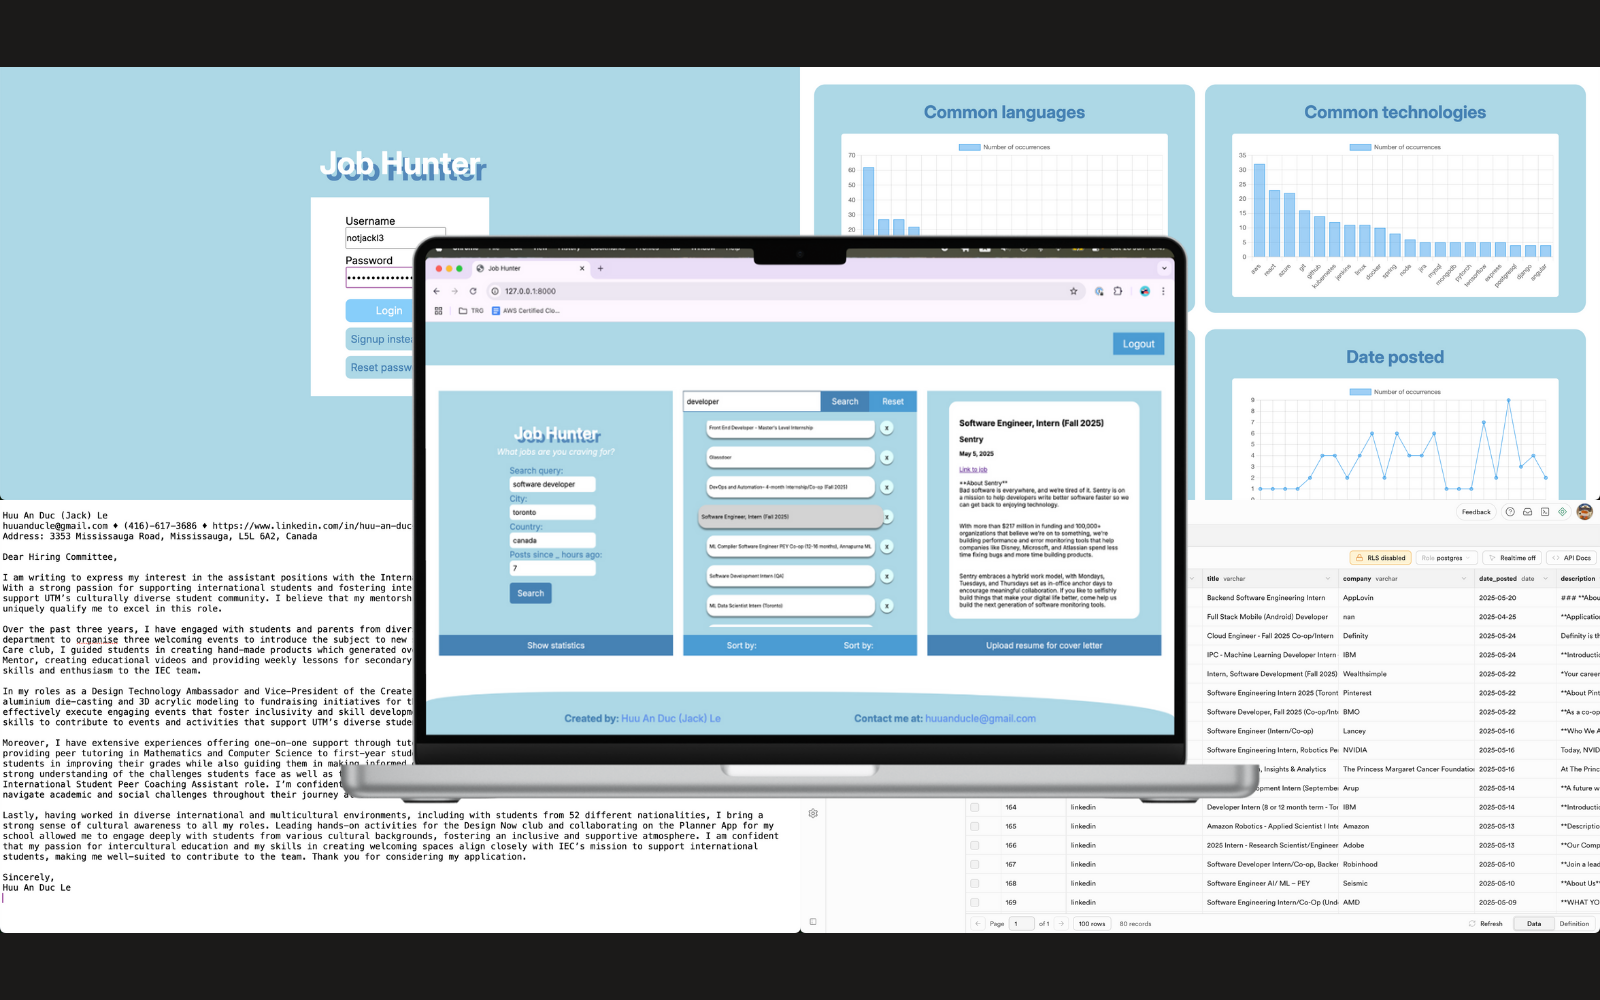 Job Hunter
Username
notjackl3
Password
Login
Signup inste
Reset passw
Common languages
Number of occurrences
70
60
50
40
30
20
Common technologies
Number of occurrences
35
30
25
20
15
10
5
0
aws
react
azure
git
github
kubernetes
jenkins
linux
docker
spring
node
jira
mysql
mongodb
pytorch
tensorflow
express
postgresql
django
angular
Date posted
Number of occurrences
9
8
7
6
5
4
3
2
1
0
Job Hunter
127.0.0.1:8000
TRG
AWS Certified Clo...
Logout
Job Hunter
What jobs are you craving for?
Search query:
software developer
City:
toronto
Country:
canada
Posts since _ hours ago:
7
Search
Show statistics
developer
Search
Reset
Front End Developer - Master's Level Internship
x
Glassdoor
x
DevOps and Automation- 4-month Internship/Co-op (Fall 2025)
x
Software Engineer, Intern (Fall 2025)
x
ML Compiler Software Engineer PEY Co-op (12-16 months), Annapurna ML
x
Software Development Intern (QA)
x
ML Data Scientist Intern (Toronto)
x
Sort by:
Sort by:
Software Engineer, Intern (Fall 2025)
Sentry
May 5, 2025
Link to job
**About Sentry**
Bad software is everywhere, and we're tired of it. Sentry is on
a mission to help developers write better software faster so we
can get back to enjoying technology.
With more than $217 million in funding and 100,000+
organizations that believe we're on to something, we're
building performance and error monitoring tools that help
companies like Disney, Microsoft, and Atlassian spend less
time fixing bugs and more time building products.
Sentry embraces a hybrid work model, with Mondays,
Tuesdays, and Thursdays set as in-office anchor days to
encourage meaningful collaboration. If you like to selfishly
build things that make your digital life better, come help us
build the next generation of software monitoring tools.
Upload resume for cover letter
Created by: Huu An Duc (Jack) Le
Contact me at: huuanducle@gmail.com
Huu An Duc (Jack) Le
huuanducle@gmail.com ♦ (416)-617-3686 ♦ https://www.linkedin.com/in/huu-an-duc
Address: 3353 Mississauga Road, Mississauga, L5L 6A2, Canada
Dear Hiring Committee,
I am writing to express my interest in the assistant positions with the Intern
With a strong passion for supporting international students and fostering inte
support UTM's culturally diverse student community. I believe that my mentorsh
uniquely qualify me to excel in this role.
Over the past three years, I have engaged with students and parents from diver
department to organise three welcoming events to introduce the subject to new
Care club, I guided students in creating hand-made products which generated ov
Mentor, creating educational videos and providing weekly lessons for secondary
skills and enthusiasm to the IEC team.
In my roles as a Design Technology Ambassador and Vice-President of the Create
aluminium die-casting and 3D acrylic modeling to fundraising initiatives for t
effectively execute engaging events that foster inclusivity and skill developm
skills to contribute to events and activities that support UTM's diverse stude
Moreover, I have extensive experiences offering one-on-one support through tut
providing peer tutoring in Mathematics and Computer Science to first-year stud
students in improving their grades while also guiding them in making informed
strong understanding of the challenges students face as well as
International Student Peer Coaching Assistant role. I'm confident
navigate academic and social challenges throughout their journey a
Lastly, having worked in diverse international and multicultural environments, including with students from 52 different nationalities, I bring a
strong sense of cultural awareness to all my roles. Leading hands-on activities for the Design Now club and collaborating on the Planner App for my
school allowed me to engage deeply with students from various cultural backgrounds, fostering an inclusive and supportive atmosphere. I am confident
that my passion for intercultural education and my skills in creating welcoming spaces align closely with IEC's mission to support international
students, making me well-suited to contribute to the team. Thank you for considering my application.
Sincerely,
Huu An Duc Le
Feedback
RLS disabled
Role postgres
Realtime off
API Docs
title varchar
company varchar
date_posted date
description
Backend Software Engineering Intern AppLovin 2025-05-20 ### **Abou
Full Stack Mobile (Android) Developer nan 2025-04-25 **Applicatio
Cloud Engineer - Fall 2025 Co-op/Intern Definity 2025-05-24 Definity is th
IPC - Machine Learning Developer Intern IBM 2025-05-24 **Introductio
Intern, Software Development (Fall 2025) Wealthsimple 2025-05-22 *Your career
Software Engineering Intern 2025 (Toront Pinterest 2025-05-22 **About Pint
Software Developer, Fall 2025 (Co-op/Inte BMO 2025-05-22 **As a co-op
Software Engineer (Intern/Co-op) Lancey 2025-05-16 **Who We A
Software Engineering Intern, Robotics Pe NVIDIA 2025-05-16 Today, NVID
, Insights & Analytics The Princess Margaret Cancer Foundatio 2025-05-16 At The Princ
opment Intern (September Arup 2025-05-14 **A future w
164 linkedin Developer Intern (8 or 12 month term - To IBM 2025-05-14 **Introductio
165 linkedin Amazon Robotics - Applied Scientist I Inte Amazon 2025-05-13 **Descriptio
166 linkedin 2025 Intern - Research Scientist/Engineer Adobe 2025-05-13 **Our Comp
167 linkedin Software Developer Intern/Co-op, Backen Robinhood 2025-05-10 **Join a lead
168 linkedin Software Engineer AI/ ML – PEY Seismic 2025-05-10 **About Us*
169 linkedin Software Engineering Intern/Co-Op (Und AMD 2025-05-09 **WHAT YO
Page 1 of 1
100 rows
80 records
Refresh
Data
Definition